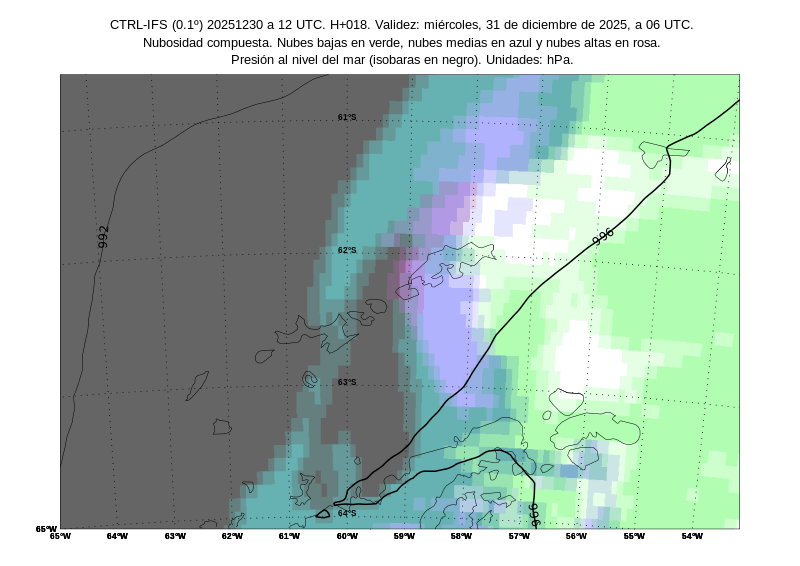 CTRL-IFS (0.1º) 20251230 a 12 UTC. H+018. Validez: miércoles, 31 de diciembre de 2025, a 06 UTC.
Nubosidad compuesta. Nubes bajas en verde, nubes medias en azul y nubes altas en rosa.
Presión al nivel del mar (isobaras en negro). Unidades: hPa.
61°S
992
996
62°S
63°S
64°S
996
65°W
65°W 64°W 63°W 62°W 61°W 60°W 59°W 58°W 57°W 56°W 55°W 54°W